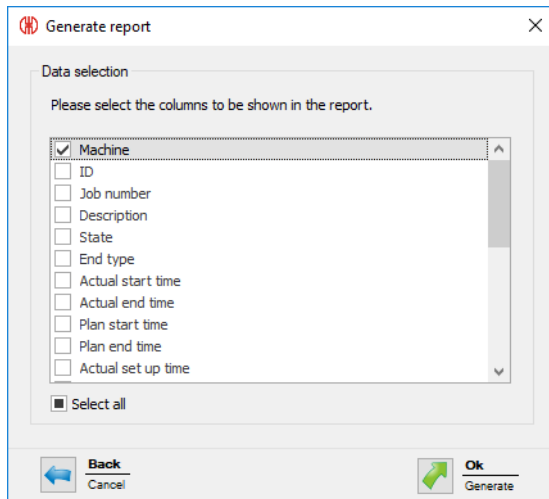 Generate report
Data selection
Please select the columns to be shown in the report.
Machine
ID
Job number
Description
State
End type
Actual start time
Actual end time
Plan start time
Plan end time
Actual set up time
Select all
Back
Cancel
Ok
Generate